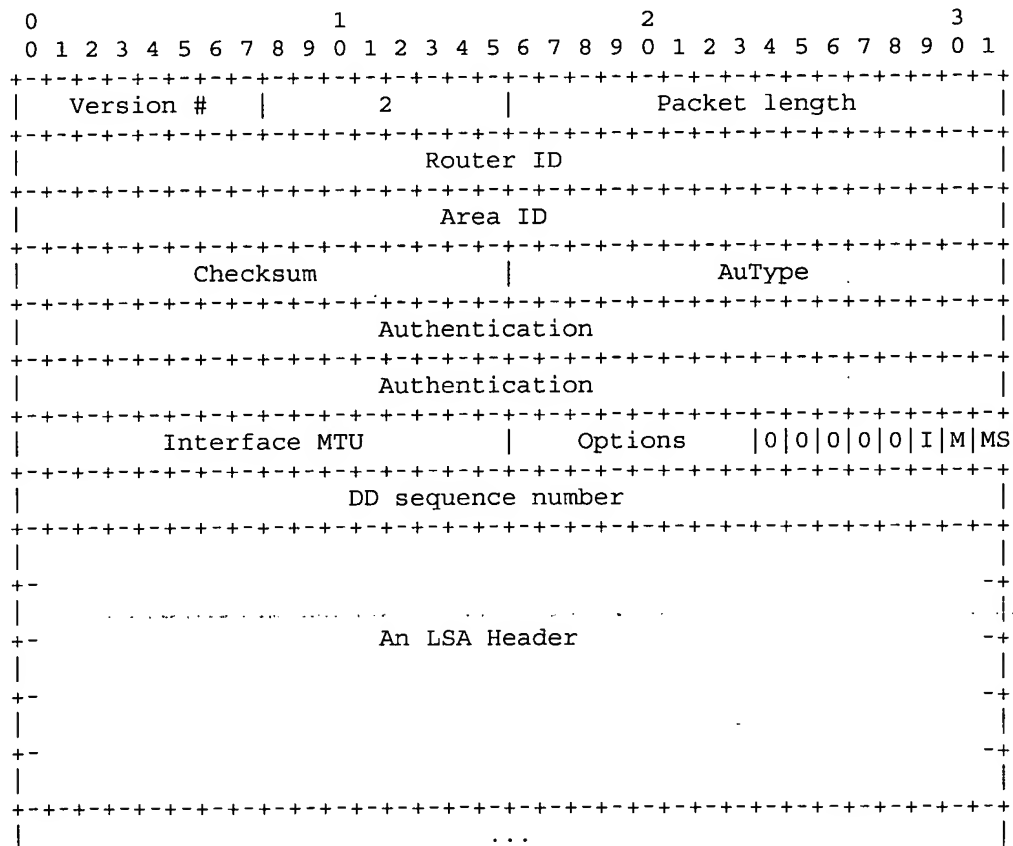 0                   1                   2                   3
 0 1 2 3 4 5 6 7 8 9 0 1 2 3 4 5 6 7 8 9 0 1 2 3 4 5 6 7 8 9 0 1
+-+-+-+-+-+-+-+-+-+-+-+-+-+-+-+-+-+-+-+-+-+-+-+-+-+-+-+-+-+-+-+-+
|   Version #   |       2       |         Packet length         |
+-+-+-+-+-+-+-+-+-+-+-+-+-+-+-+-+-+-+-+-+-+-+-+-+-+-+-+-+-+-+-+-+
|                          Router ID                            |
+-+-+-+-+-+-+-+-+-+-+-+-+-+-+-+-+-+-+-+-+-+-+-+-+-+-+-+-+-+-+-+-+
|                           Area ID                             |
+-+-+-+-+-+-+-+-+-+-+-+-+-+-+-+-+-+-+-+-+-+-+-+-+-+-+-+-+-+-+-+-+
|           Checksum            |             AuType            |
+-+-+-+-+-+-+-+-+-+-+-+-+-+-+-+-+-+-+-+-+-+-+-+-+-+-+-+-+-+-+-+-+
|                       Authentication                          |
+-+-+-+-+-+-+-+-+-+-+-+-+-+-+-+-+-+-+-+-+-+-+-+-+-+-+-+-+-+-+-+-+
|                       Authentication                          |
+-+-+-+-+-+-+-+-+-+-+-+-+-+-+-+-+-+-+-+-+-+-+-+-+-+-+-+-+-+-+-+-+
|         Interface MTU         |    Options    |0|0|0|0|0|I|M|MS
+-+-+-+-+-+-+-+-+-+-+-+-+-+-+-+-+-+-+-+-+-+-+-+-+-+-+-+-+-+-+-+-+
|                     DD sequence number                        |
+-+-+-+-+-+-+-+-+-+-+-+-+-+-+-+-+-+-+-+-+-+-+-+-+-+-+-+-+-+-+-+-+
|                                                               |
+-                                                             -+
|                                                               |
+-                      An LSA Header                          -+
|                                                               |
+-                                                             -+
|                                                               |
+-                                                             -+
|                                                               |
+-+-+-+-+-+-+-+-+-+-+-+-+-+-+-+-+-+-+-+-+-+-+-+-+-+-+-+-+-+-+-+-+
|                              ...                              |